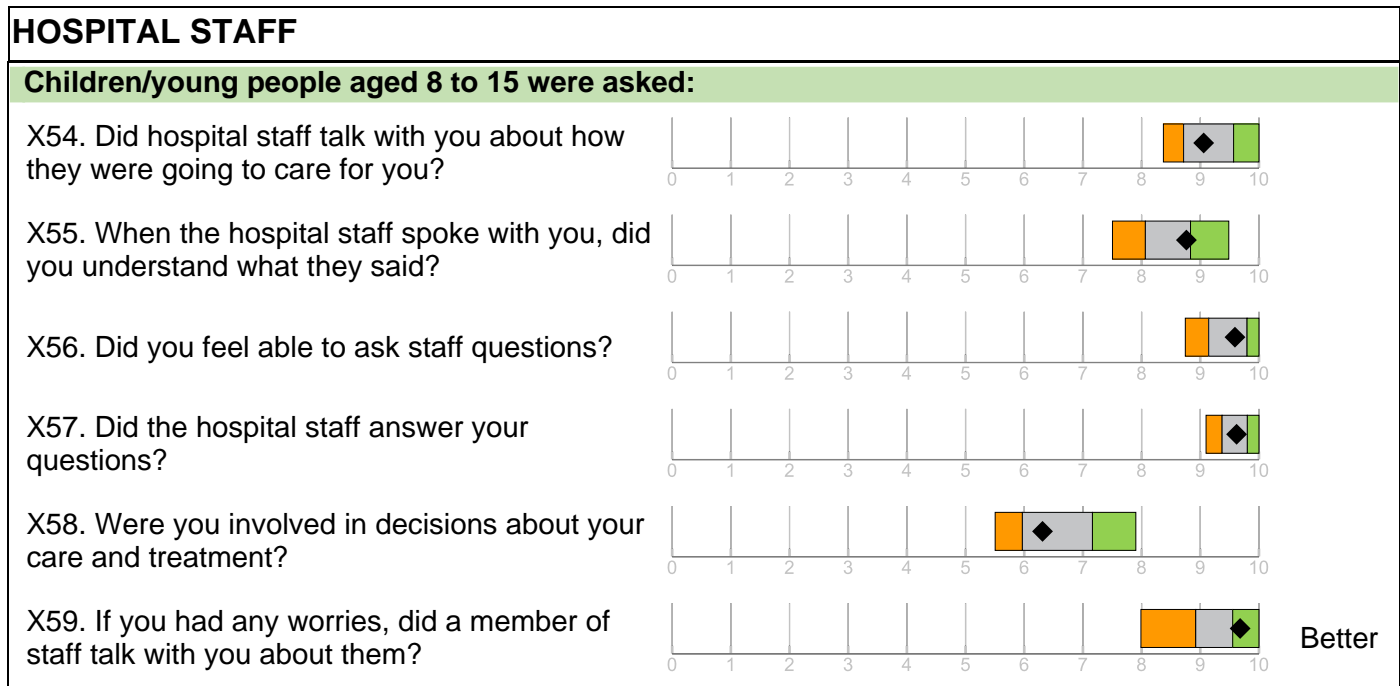 HOSPITAL STAFF
Children/young people aged 8 to 15 were asked:
X54. Did hospital staff talk with you about how
they were going to care for you?
0 1 2 3 4 5 6 7 8 9 10
X55. When the hospital staff spoke with you, did
you understand what they said?
0 1 2 3 4 5 6 7 8 9 10
X56. Did you feel able to ask staff questions?
0 1 2 3 4 5 6 7 8 9 10
X57. Did the hospital staff answer your
questions?
0 1 2 3 4 5 6 7 8 9 10
X58. Were you involved in decisions about your
care and treatment?
0 1 2 3 4 5 6 7 8 9 10
X59. If you had any worries, did a member of
staff talk with you about them?
0 1 2 3 4 5 6 7 8 9 10
Better